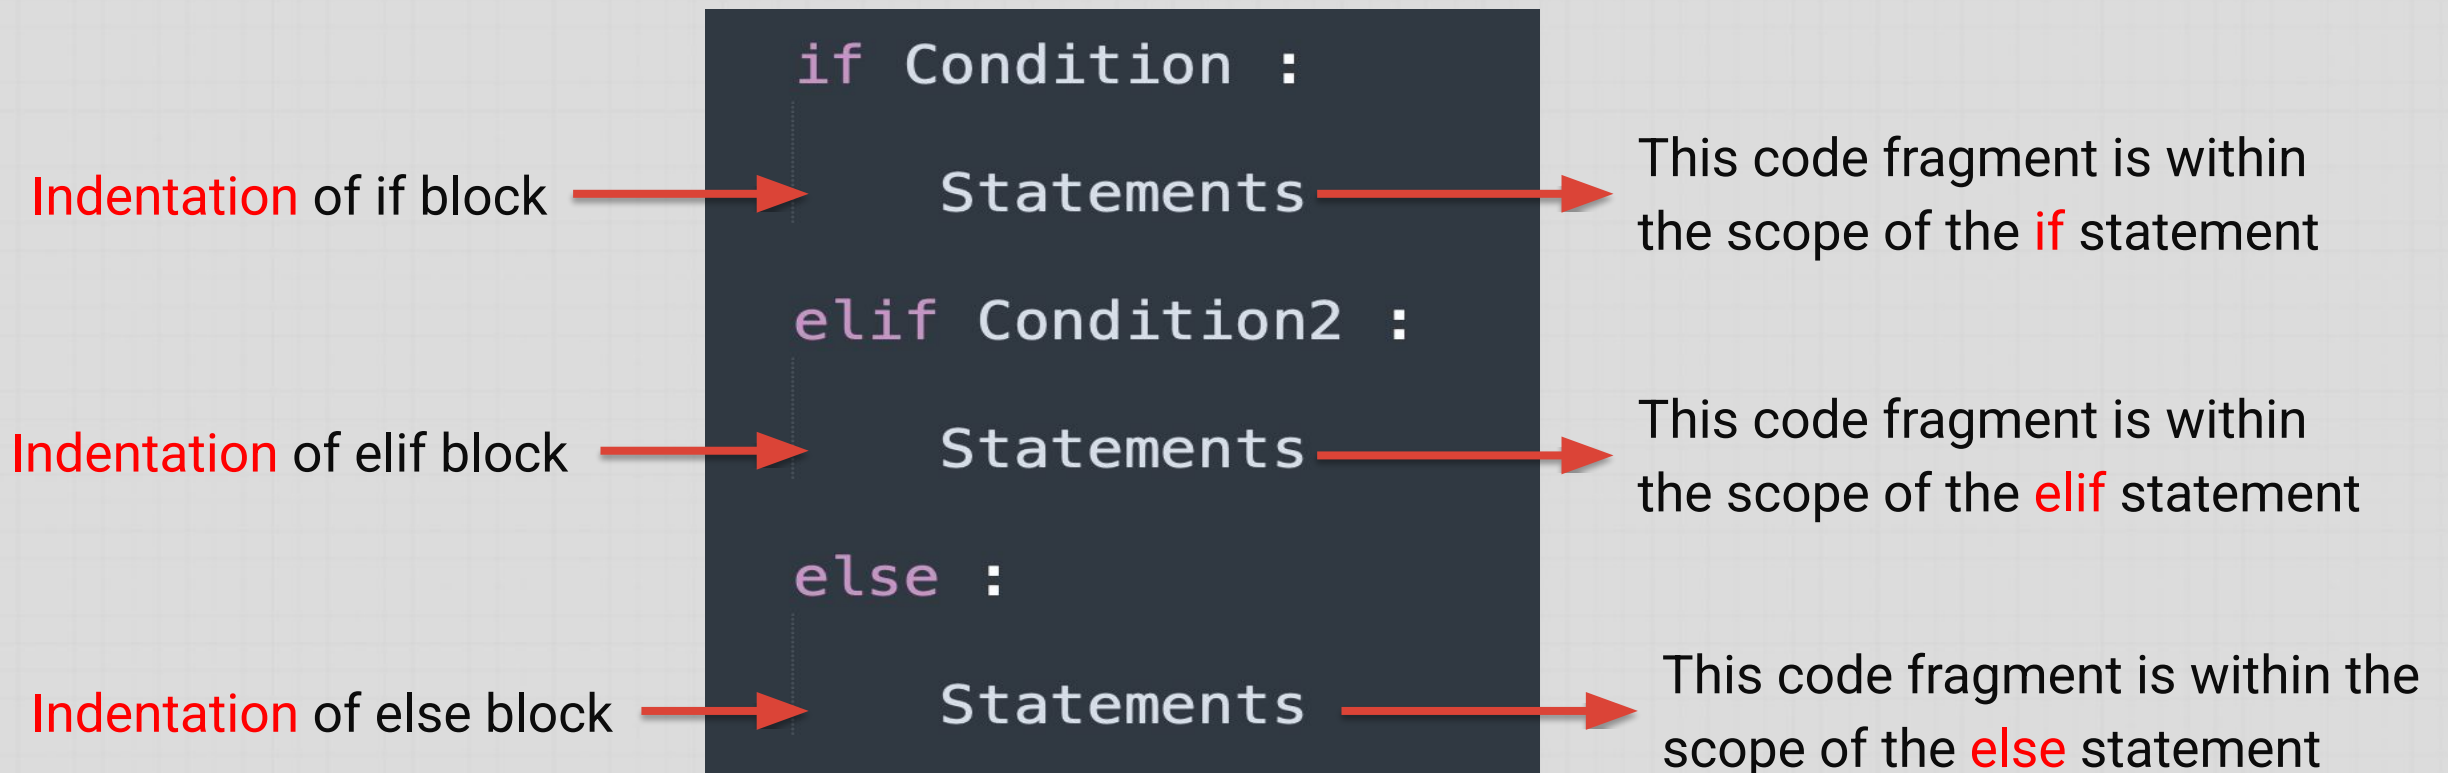 if Condition :
Indentation of if block
Statements
This code fragment is within
the scope of the if statement
elif Condition2 :
Indentation of elif block
Statements
This code fragment is within
the scope of the elif statement
else :
Indentation of else block
Statements
This code fragment is within the
scope of the else statement